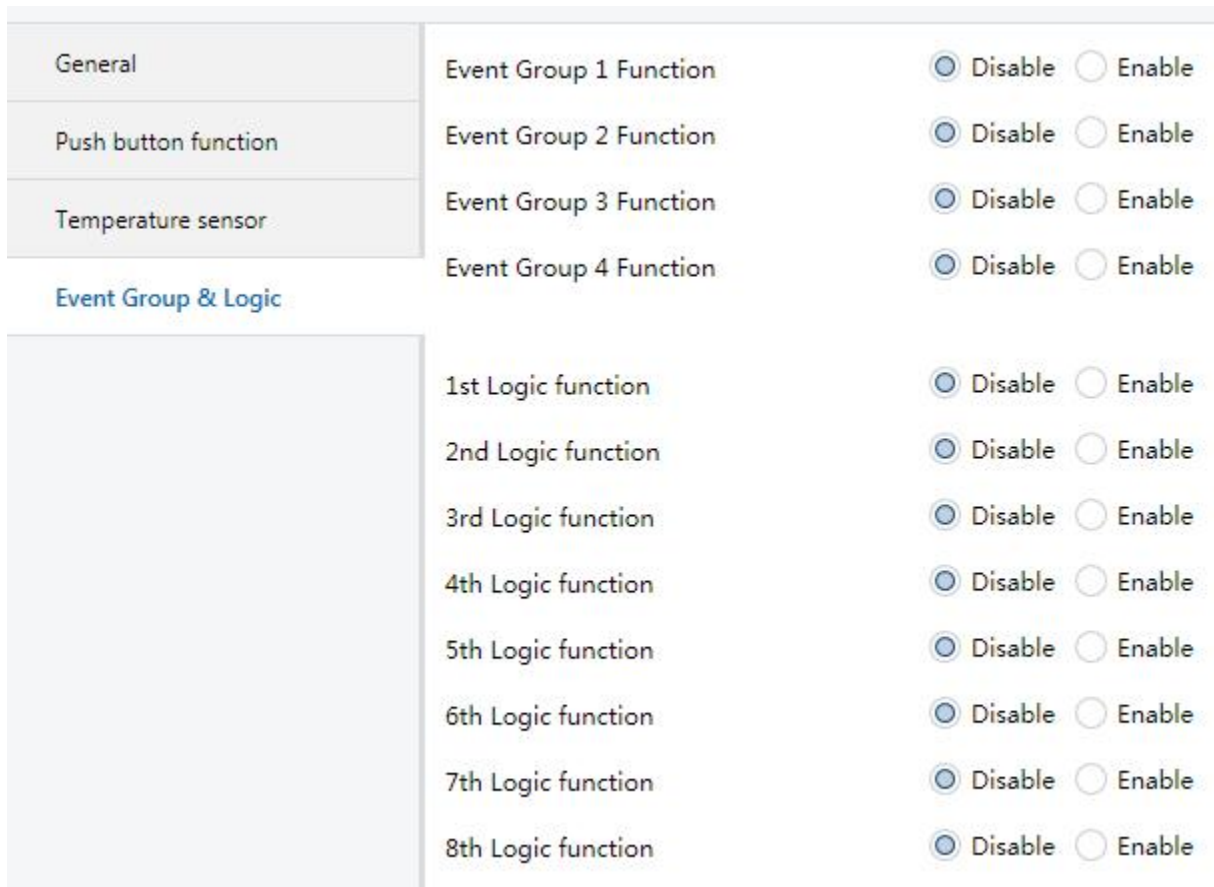 General
Push button function
Temperature sensor
Event Group & Logic
Event Group 1 Function Disable Enable
Event Group 2 Function Disable Enable
Event Group 3 Function Disable Enable
Event Group 4 Function Disable Enable
1st Logic function Disable Enable
2nd Logic function Disable Enable
3rd Logic function Disable Enable
4th Logic function Disable Enable
5th Logic function Disable Enable
6th Logic function Disable Enable
7th Logic function Disable Enable
8th Logic function Disable Enable